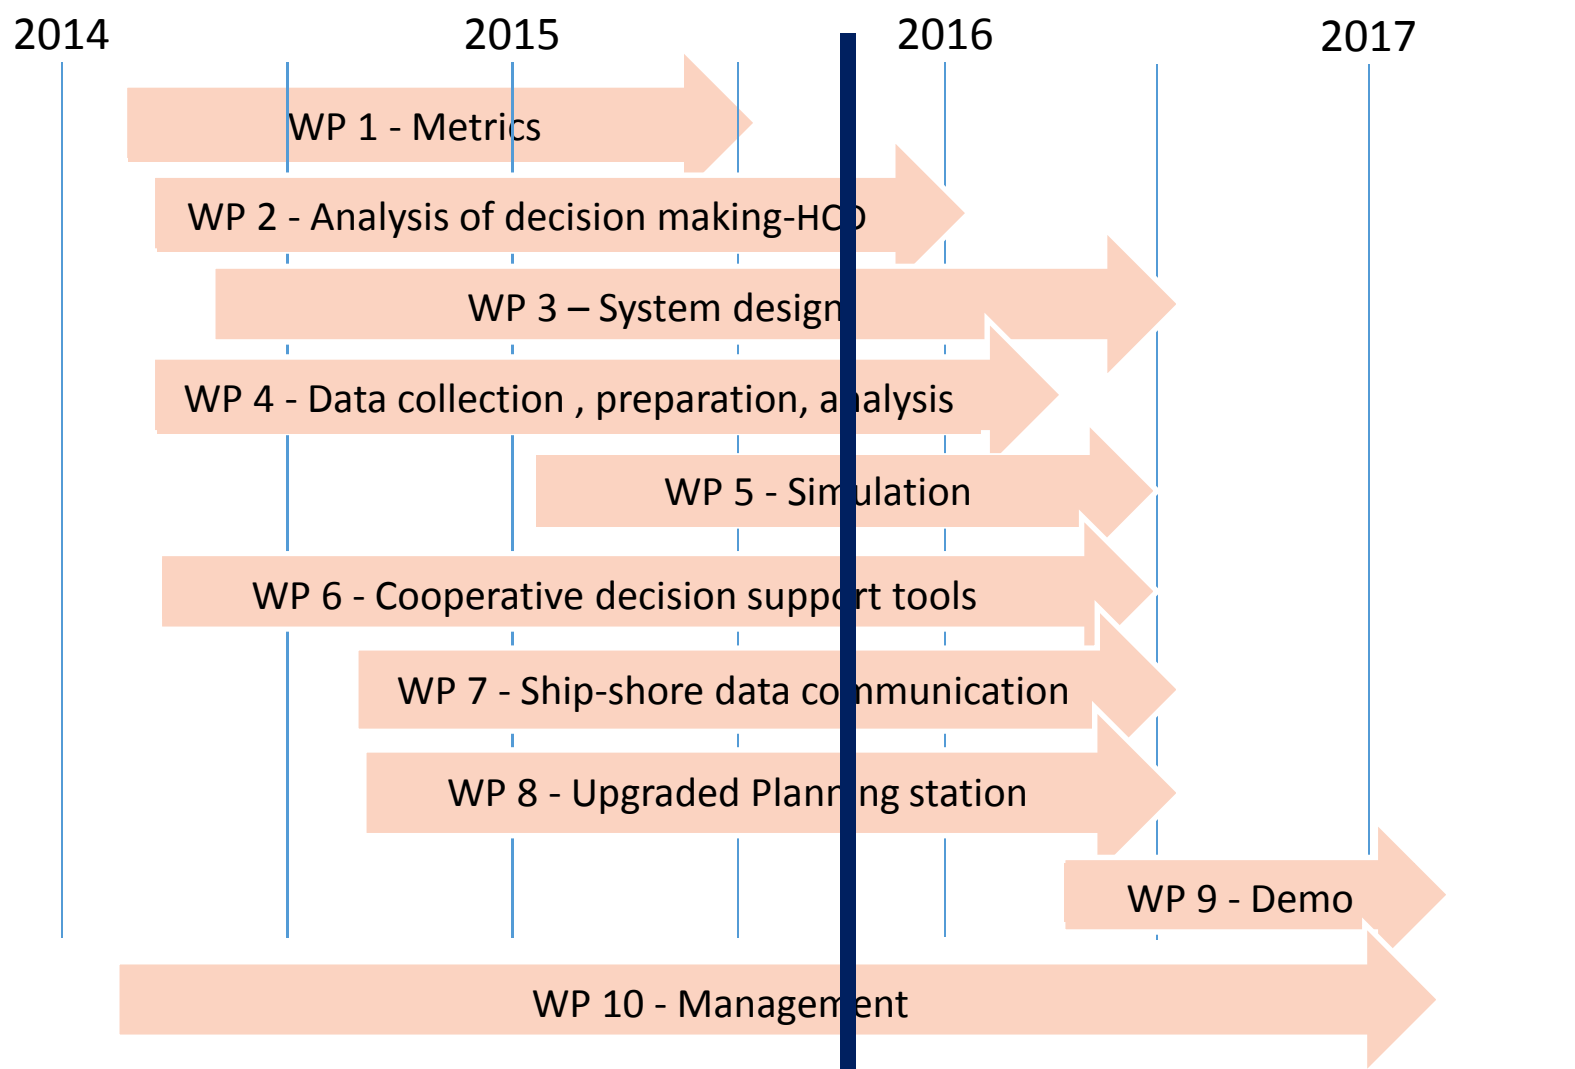 2014 2015 2016 2017
WP 1 - Metrics
WP 2 - Analysis of decision making-HCD
WP 3 – System design
WP 4 - Data collection , preparation, analysis
WP 5 - Simulation
WP 6 - Cooperative decision support tools
WP 7 - Ship-shore data communication
WP 8 - Upgraded Planning station
WP 9 - Demo
WP 10 - Management